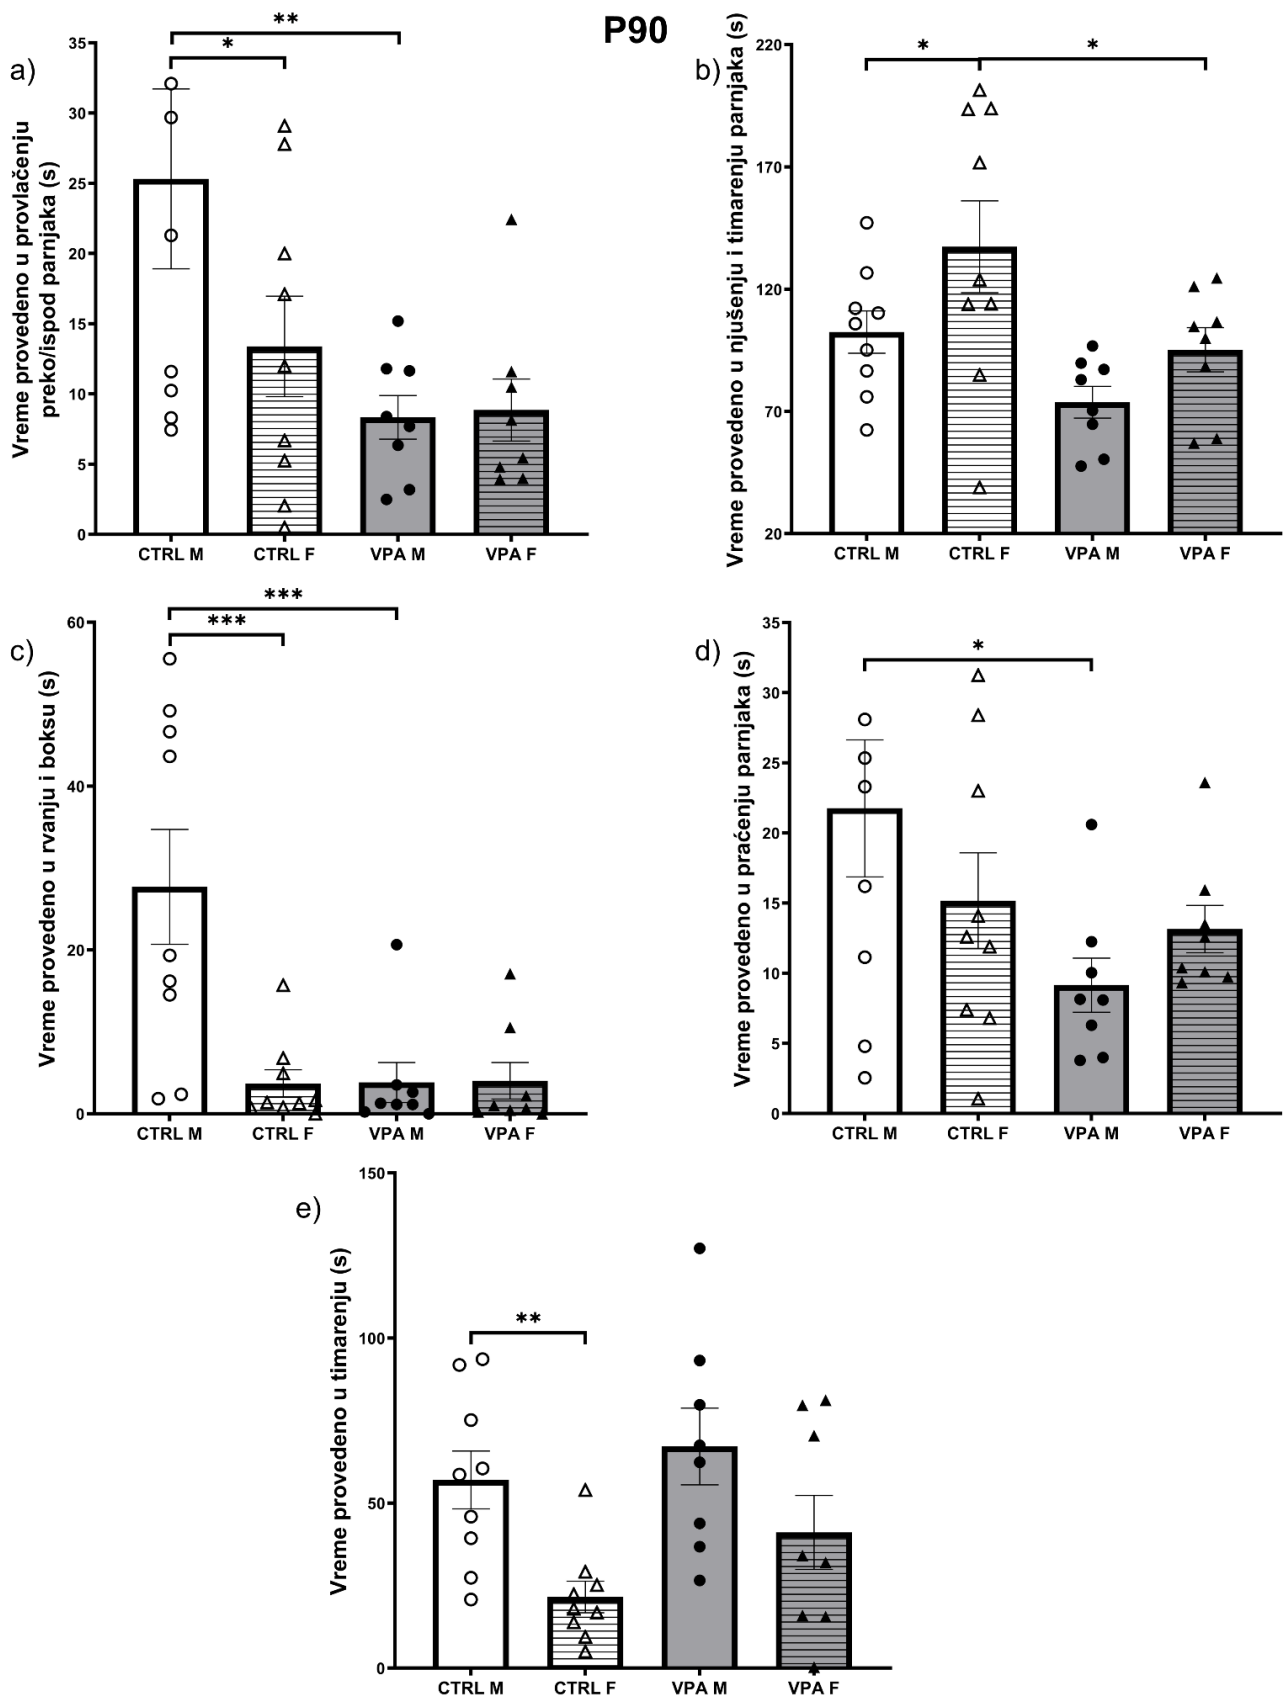 P90
a)
Vreme provedeno u provlačenju
preko/ispod parnjaka (s)
35
30
25
20
15
10
5
0
**
*
CTRL M CTRL F VPA M VPA F
b)
Vreme provedeno u njušenju i timarenju parnjaka (s)
220
170
120
70
20
* *
CTRL M CTRL F VPA M VPA F
c)
Vreme provedeno u rvanju i boksu (s)
60
40
20
0
***
***
CTRL M CTRL F VPA M VPA F
d)
Vreme provedeno u praćenju parnjaka (s)
35
30
25
20
15
10
5
0
*
CTRL M CTRL F VPA M VPA F
e)
Vreme provedeno u timarenju (s)
150
100
50
0
**
CTRL M CTRL F VPA M VPA F